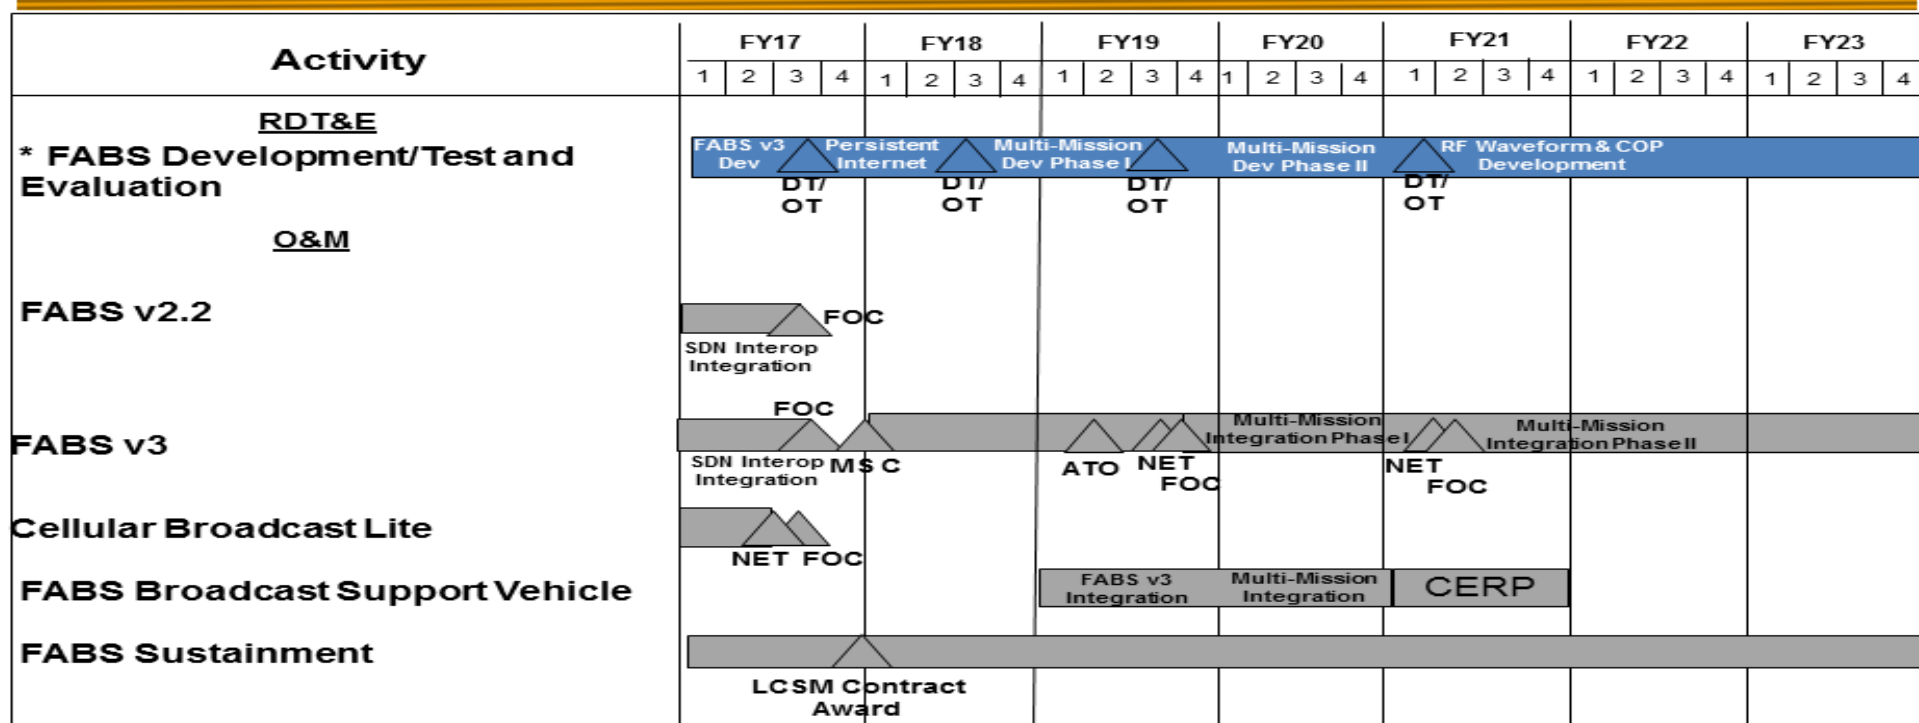 Activity
FY17 FY18 FY19 FY20 FY21 FY22 FY23
1 2 3 4 1 2 3 4 1 2 3 4 1 2 3 4 1 2 3 4 1 2 3 4 1 2 3 4
RDT&E
* FABS Development/Test and
Evaluation
FABS v3
Dev
Persistent
Internet
Multi-Mission
Dev Phase I
Multi-Mission
Dev Phase II
RF Waveform & COP
Development
DT/
OT
DT/
OT
DT/
OT
DT/
OT
O&M
FABS v2.2
FOC
SDN Interop
Integration
FABS v3
FOC
SDN Interop
Integration
MS C
ATO
NET
FOC
Multi-Mission
Integration Phase I
NET
FOC
Multi-Mission
Integration Phase II
Cellular Broadcast Lite
NET FOC
FABS Broadcast Support Vehicle
FABS v3
Integration
Multi-Mission
Integration
CERP
FABS Sustainment
LCSM Contract
Award